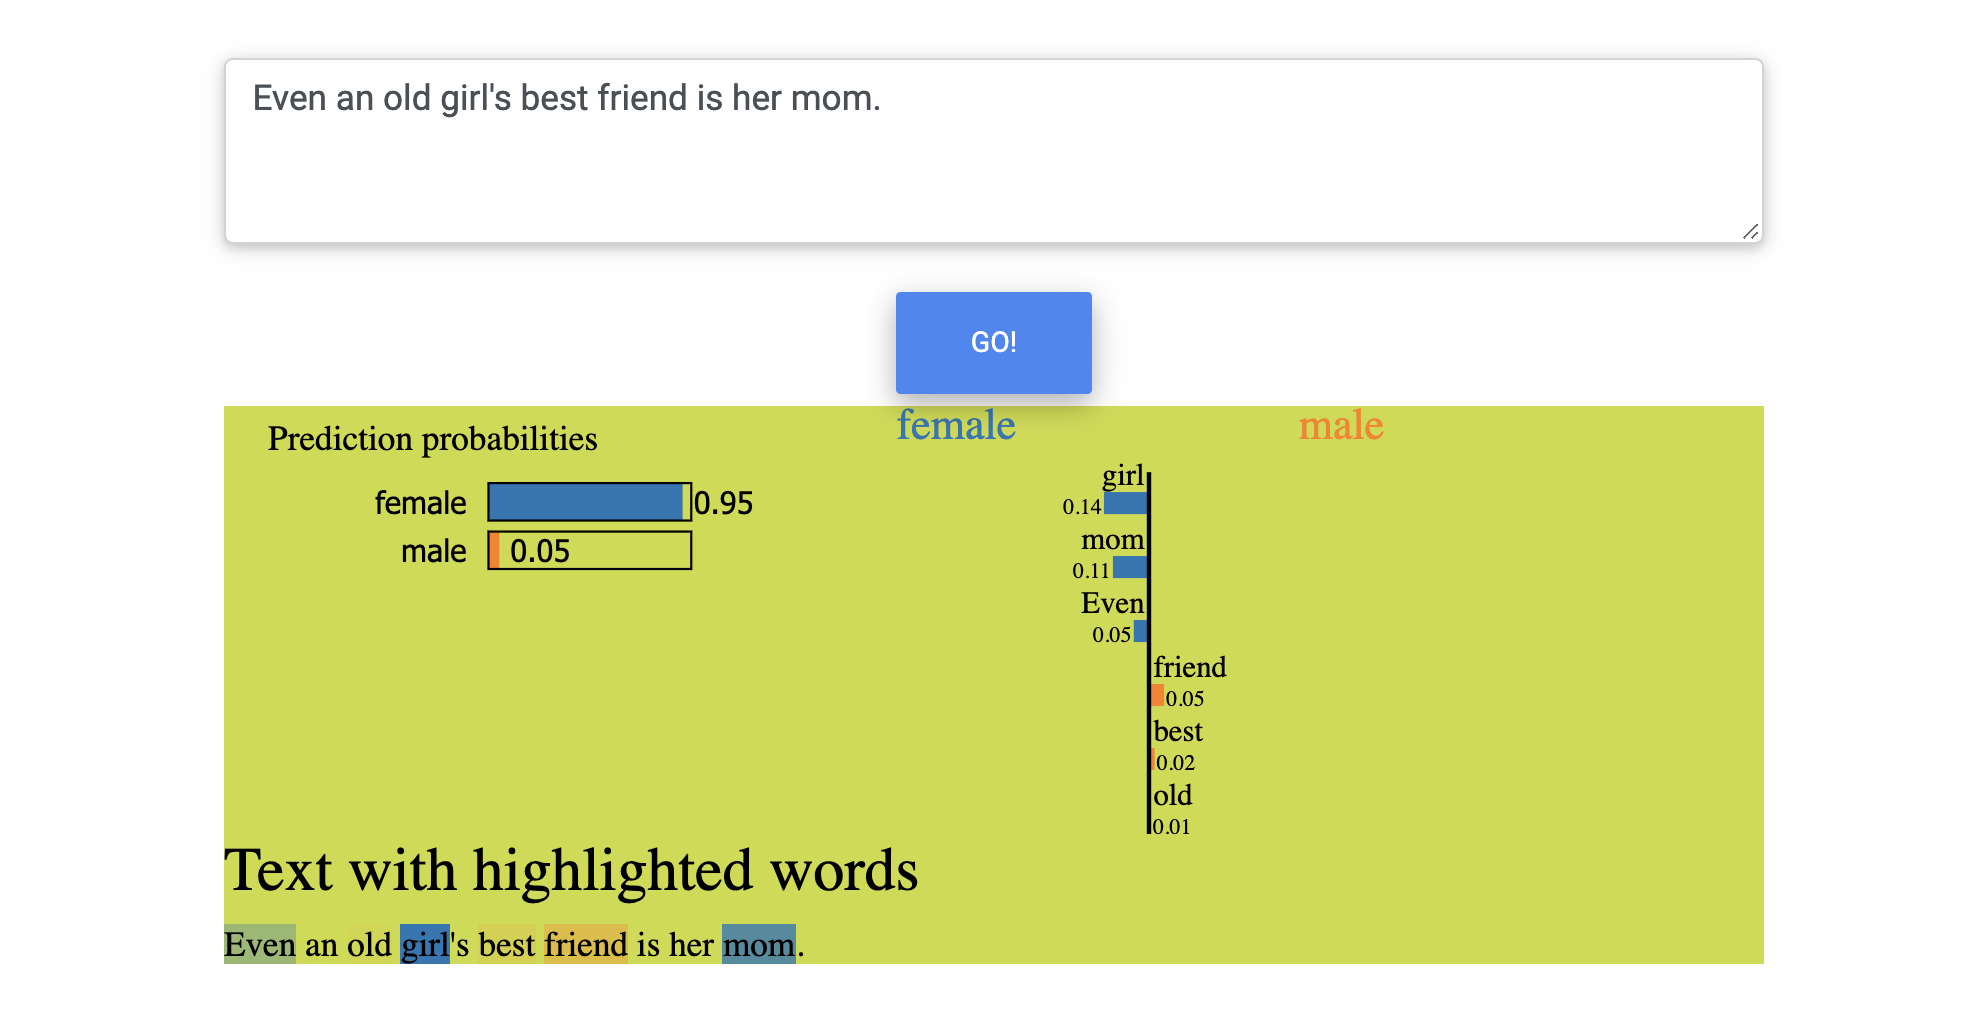 Even an old girl's best friend is her mom.
GO!
Prediction probabilities
female 0.95
male 0.05
female male
girl
0.14
mom
0.11
Even
0.05
friend
0.05
best
0.02
old
0.01
Text with highlighted words
Even an old girl's best friend is her mom.